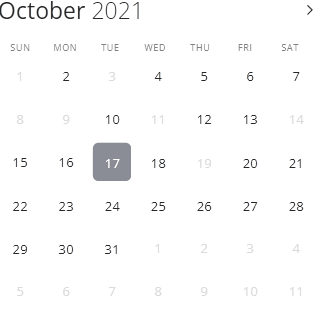 October 2021
SUN MON TUE WED THU FRI SAT
1 2 3 4 5 6 7
8 9 10 11 12 13 14
15 16 17 18 19 20 21
22 23 24 25 26 27 28
29 30 31 1 2 3 4
5 6 7 8 9 10 11